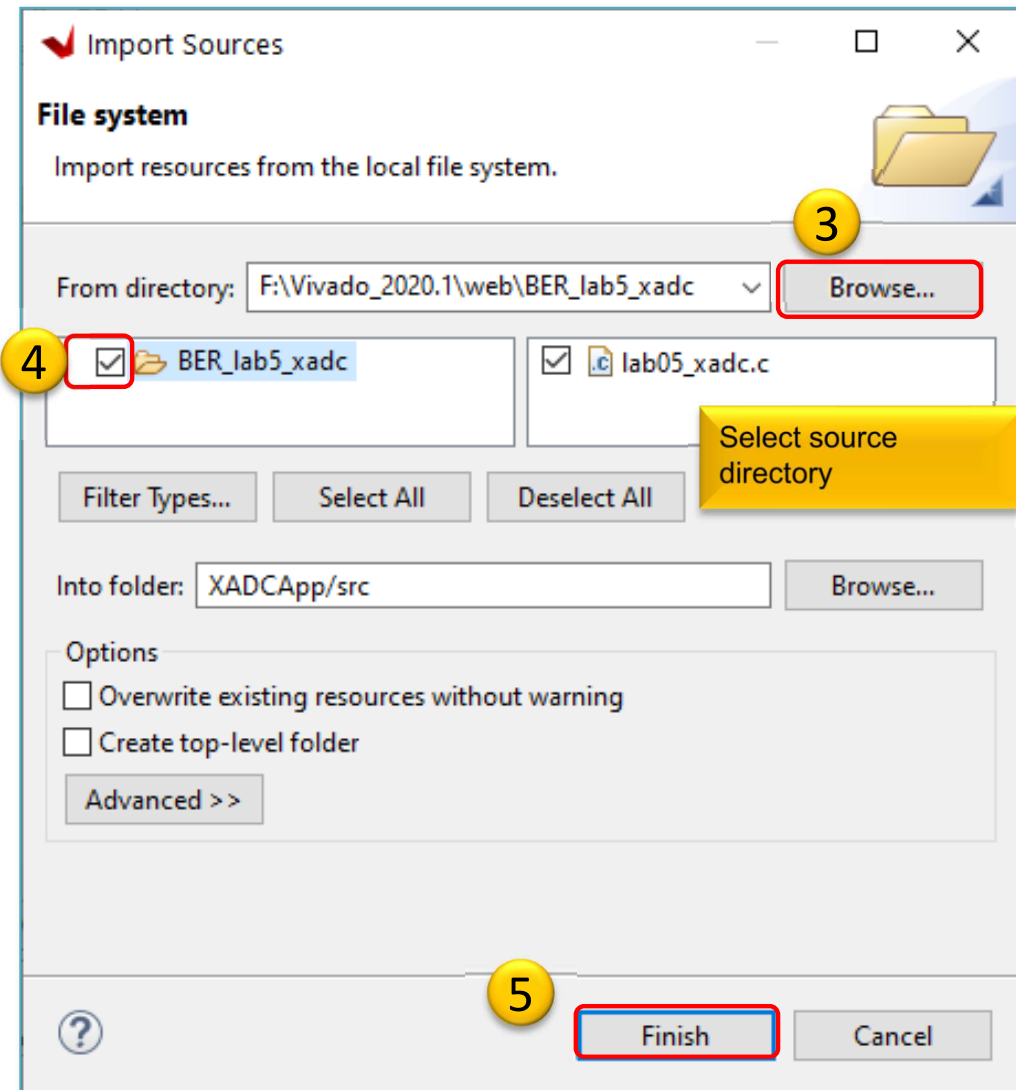 Import Sources
File system
Import resources from the local file system.
3
From directory: F:\Vivado_2020.1\web\BER_lab5_xadc Browse...
4 BER_lab5_xadc .c lab05_xadc.c
Select source
directory
Filter Types... Select All Deselect All
Into folder: XADCApp/src Browse...
Options
Overwrite existing resources without warning
Create top-level folder
Advanced >>
5
? Finish Cancel